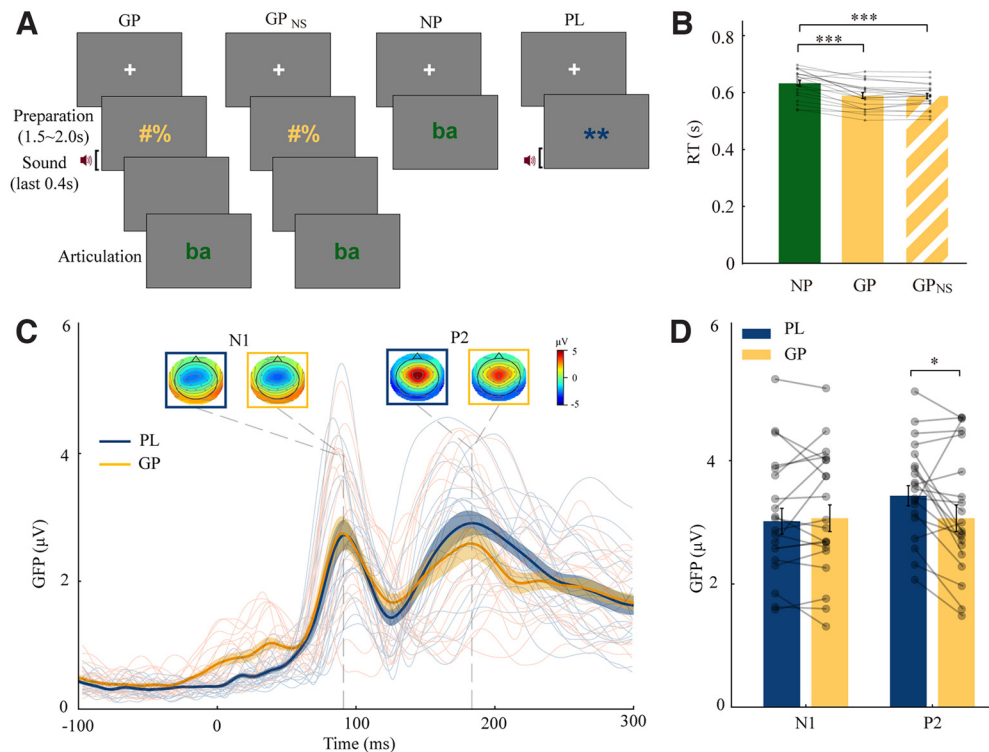 A
GP
GP NS
NP
PL
+
+
+
+
Preparation
(1.5~2.0s)
#%
#%
ba
**
Sound
(last 0.4s)
Articulation
ba
ba
B
***
***
0.8
0.6
0.4
0.2
0
RT (s)
NP
GP
GPNS
C
6
4
2
0
GFP (µV)
N1
P2
µV
5
0
-5
PL
GP
-100
0
100
200
300
Time (ms)
D
6
4
2
0
GFP (µV)
PL
GP
*
N1
P2